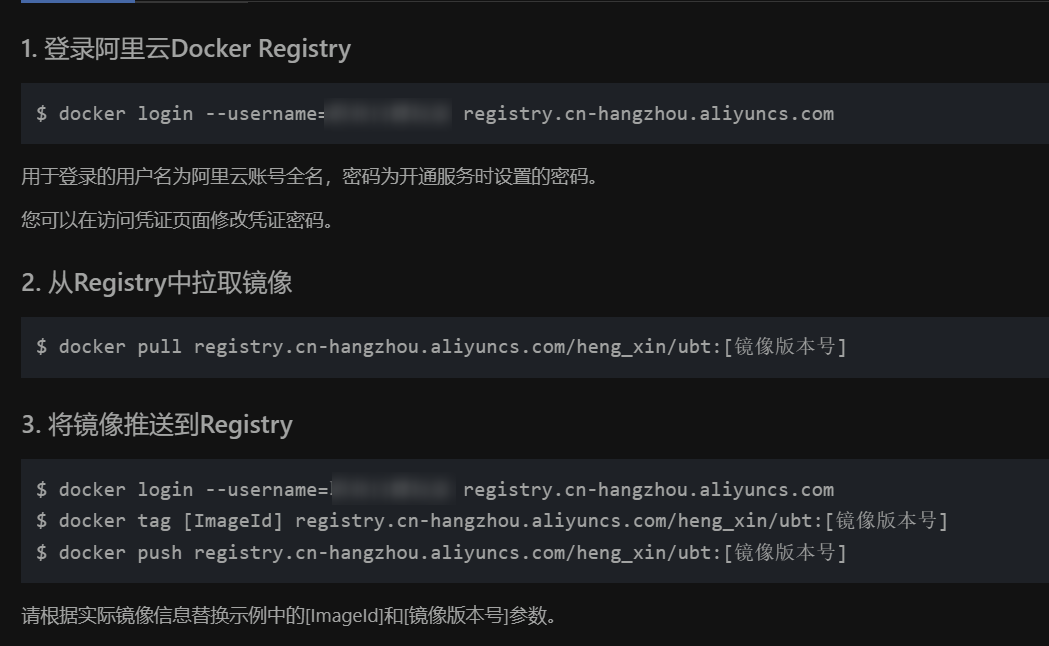 1. 登录阿里云Docker Registry
$ docker login --username= registry.cn-hangzhou.aliyuncs.com
用于登录的用户名为阿里云账号全名，密码为开通服务时设置的密码。
您可以在访问凭证页面修改凭证密码。
2. 从Registry中拉取镜像
$ docker pull registry.cn-hangzhou.aliyuncs.com/heng_xin/ubt:[镜像版本号]
3. 将镜像推送到Registry
$ docker login --username= registry.cn-hangzhou.aliyuncs.com
$ docker tag [ImageId] registry.cn-hangzhou.aliyuncs.com/heng_xin/ubt:[镜像版本号]
$ docker push registry.cn-hangzhou.aliyuncs.com/heng_xin/ubt:[镜像版本号]
请根据实际镜像信息替换示例中的[ImageId]和[镜像版本号]参数。